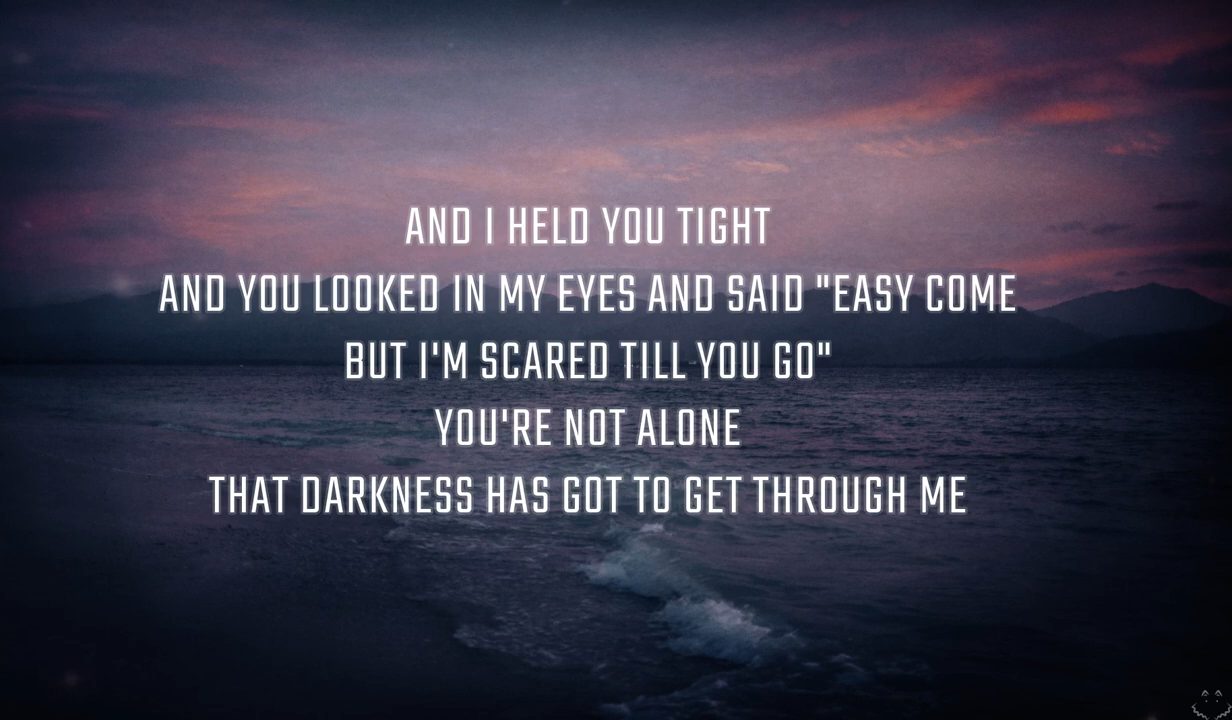 AND I HELD YOU TIGHT
AND YOU LOOKED IN MY EYES AND SAID "EASY COME
BUT I'M SCARED TILL YOU GO"
YOU'RE NOT ALONE
THAT DARKNESS HAS GOT TO GET THROUGH ME